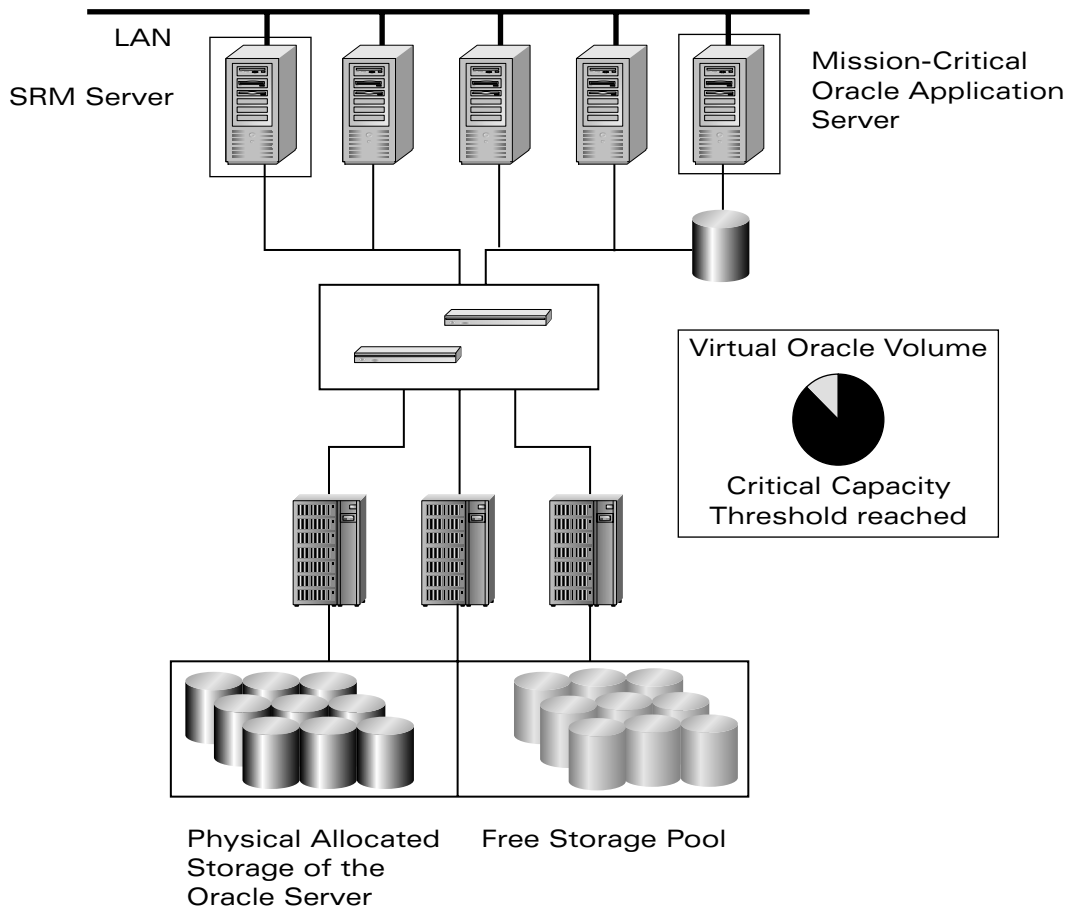 LAN
SRM Server
Mission-Critical
Oracle Application
Server
Virtual Oracle Volume
Critical Capacity
Threshold reached
Physical Allocated
Storage of the
Oracle Server
Free Storage Pool